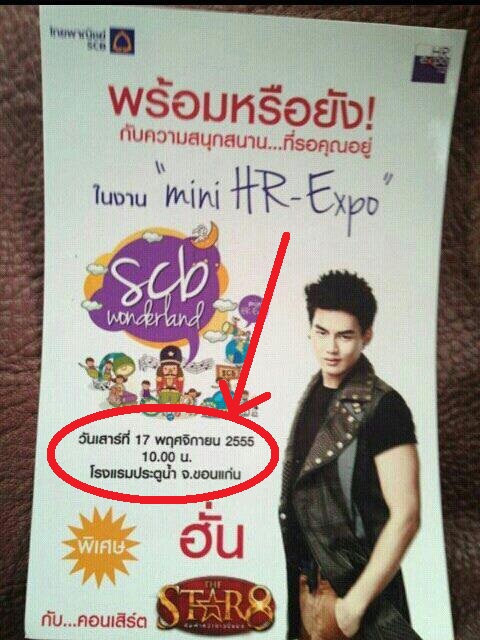 ไทยพาณิชย์
SCB
HR
expo
พร้อมหรือยัง!
กับความสนุกสนาน...ที่รอคุณอยู่
ในงาน "mini HR-Expo"
scb
wonderland
SCB
วันเสาร์ที่ 17 พฤศจิกายน 2555
10.00 น.
โรงแรมประตูน้ำ จ.ขอนแก่น
พิเศษ
ฮั่น
กับ...คอนเสิร์ต
THE
STAR8